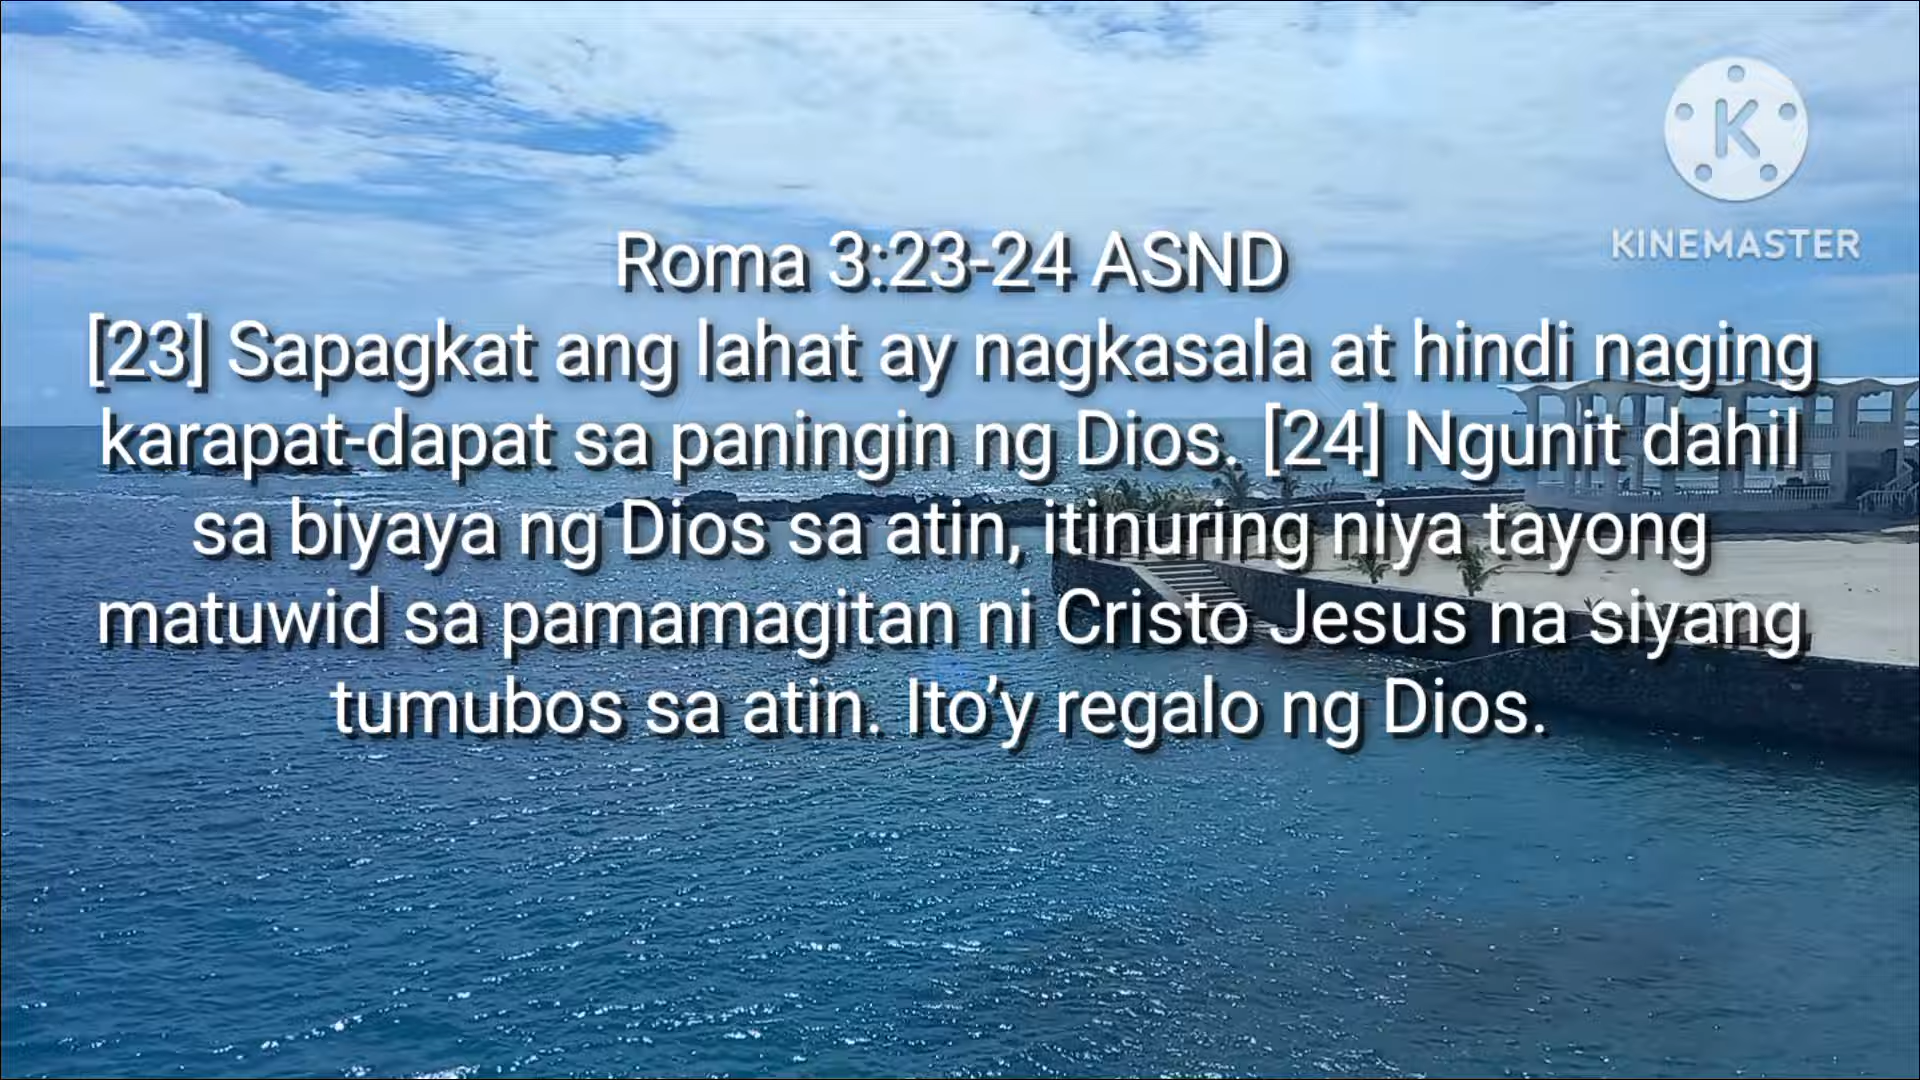 KINEMASTER
Roma 3:23-24 ASND
[23] Sapagkat ang lahat ay nagkasala at hindi naging
karapat-dapat sa paningin ng Dios. [24] Ngunit dahil
sa biyaya ng Dios sa atin, itinuring niya tayong
matuwid sa pamamagitan ni Cristo Jesus na siyang
tumubos sa atin. Ito’y regalo ng Dios.